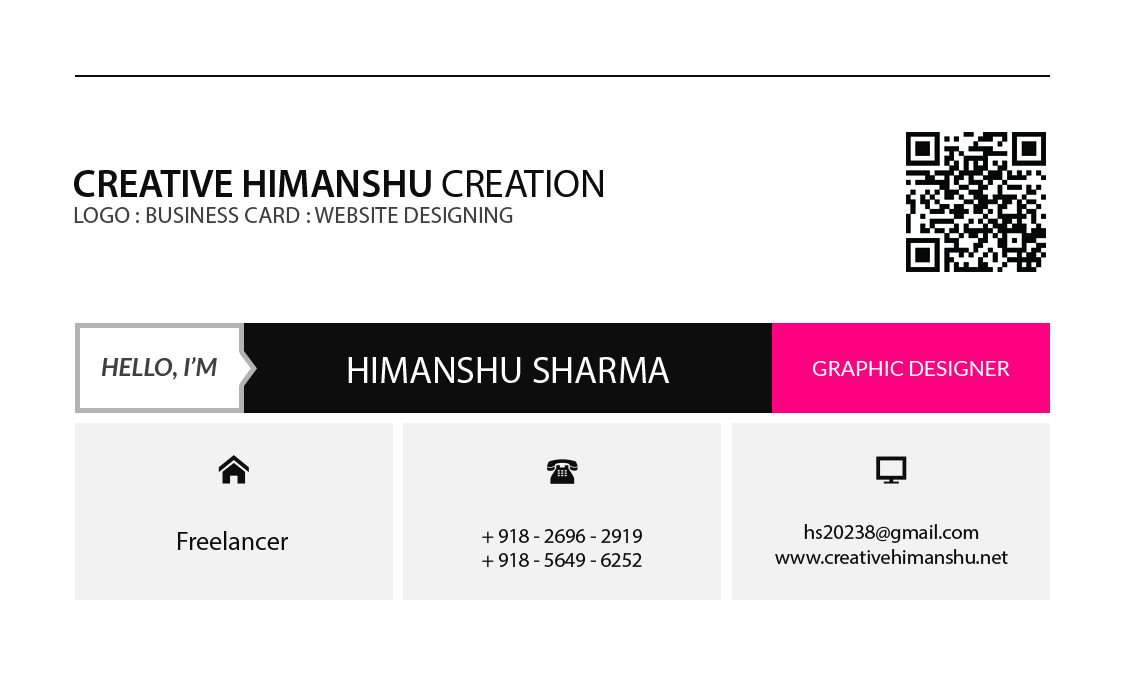 CREATIVE HIMANSHU CREATION
LOGO : BUSINESS CARD : WEBSITE DESIGNING
HELLO, I'M
HIMANSHU SHARMA
GRAPHIC DESIGNER
Freelancer
+ 918 - 2696 - 2919
+ 918 - 5649 - 6252
hs20238@gmail.com
www.creativehimanshu.net